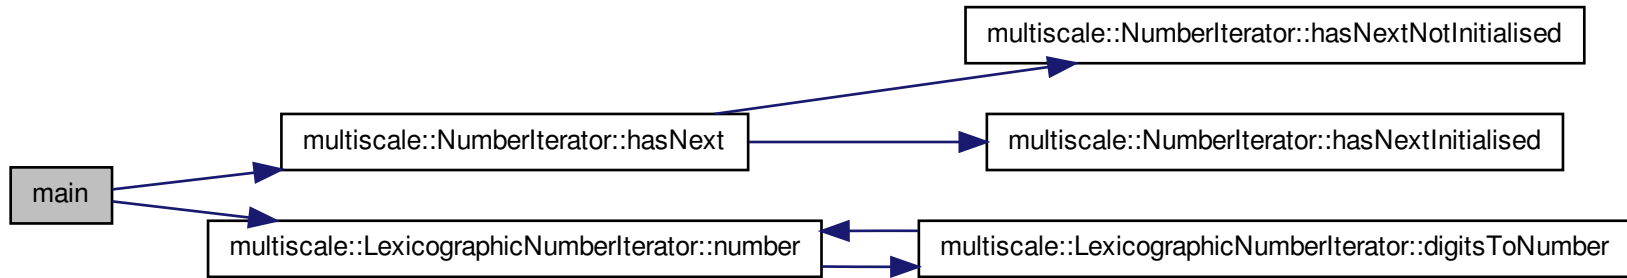 multiscale::NumberIterator::hasNextNotInitialised
multiscale::NumberIterator::hasNext
multiscale::NumberIterator::hasNextInitialised
main
multiscale::LexicographicNumberIterator::number
multiscale::LexicographicNumberIterator::digitsToNumber